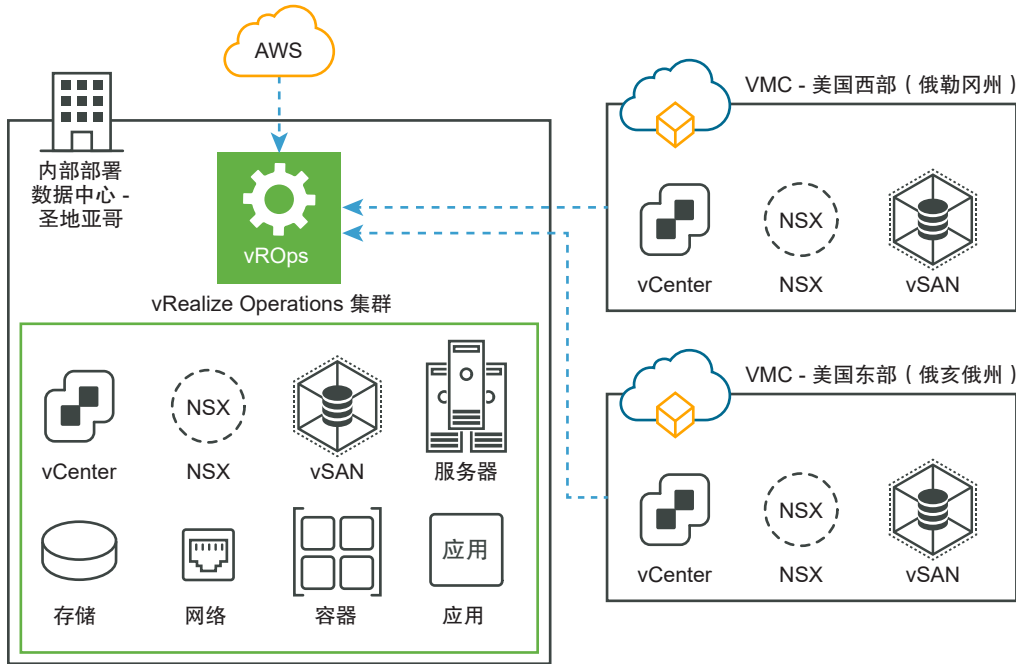 AWS
内部部署
数据中心 -
圣地亚哥
vROps
vRealize Operations 集群
vCenter
NSX
NSX
vSAN
服务器
存储
网络
容器
应用
应用
VMC - 美国西部（俄勒冈州）
vCenter
NSX
NSX
vSAN
VMC - 美国东部（俄亥俄州）
vCenter
NSX
NSX
vSAN